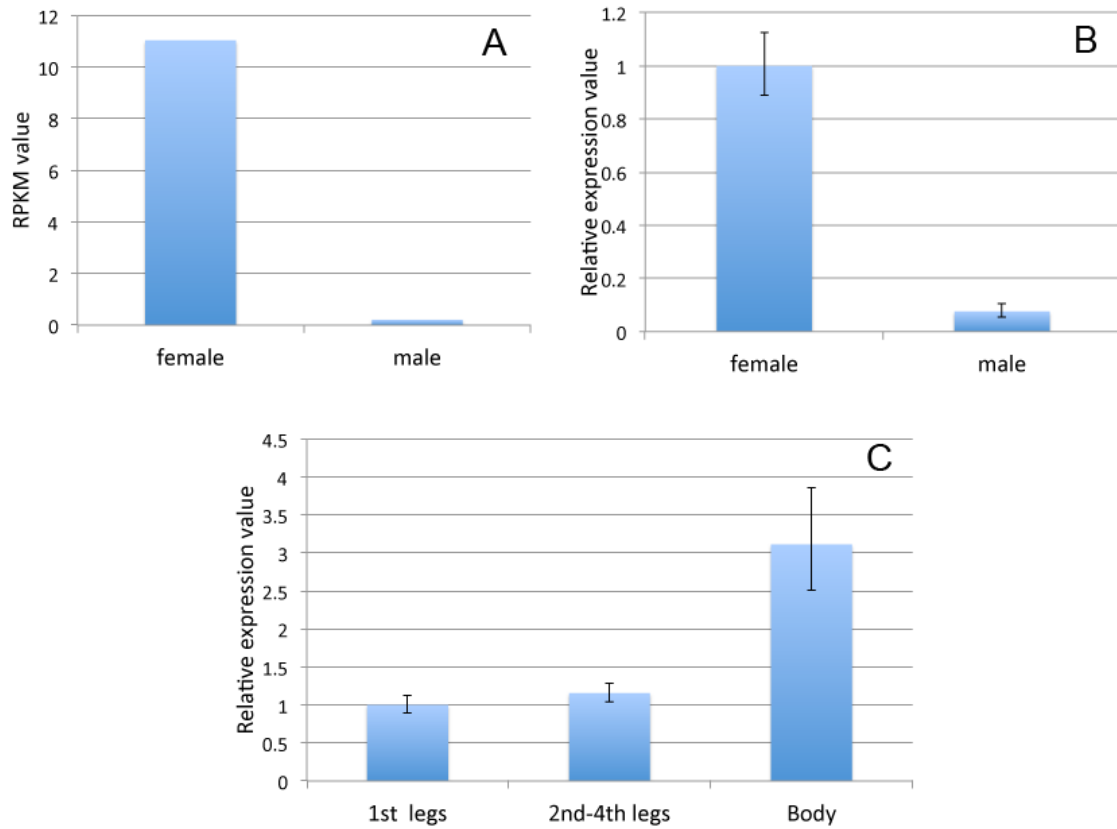 A
RPKM value
12
10
8
6
4
2
0
female male
B
Relative expression value
1.2
1
0.8
0.6
0.4
0.2
0
female male
C
Relative expression value
4.5
4
3.5
3
2.5
2
1.5
1
0.5
0
1st legs 2nd-4th legs Body